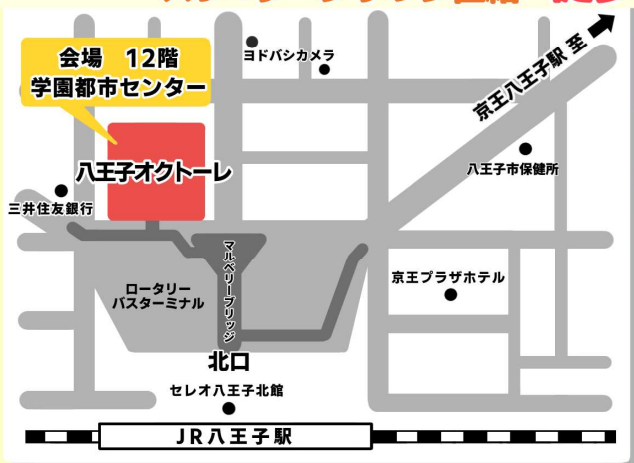 会場 12階
学園都市センター
ヨドバシカメラ
京王八王子駅 至
八王子オクトーレ
八王子市保健所
三井住友銀行
マルベリーブリッジ
ロータリー
バスターミナル
京王プラザホテル
北口
セレオ八王子北館
JR八王子駅